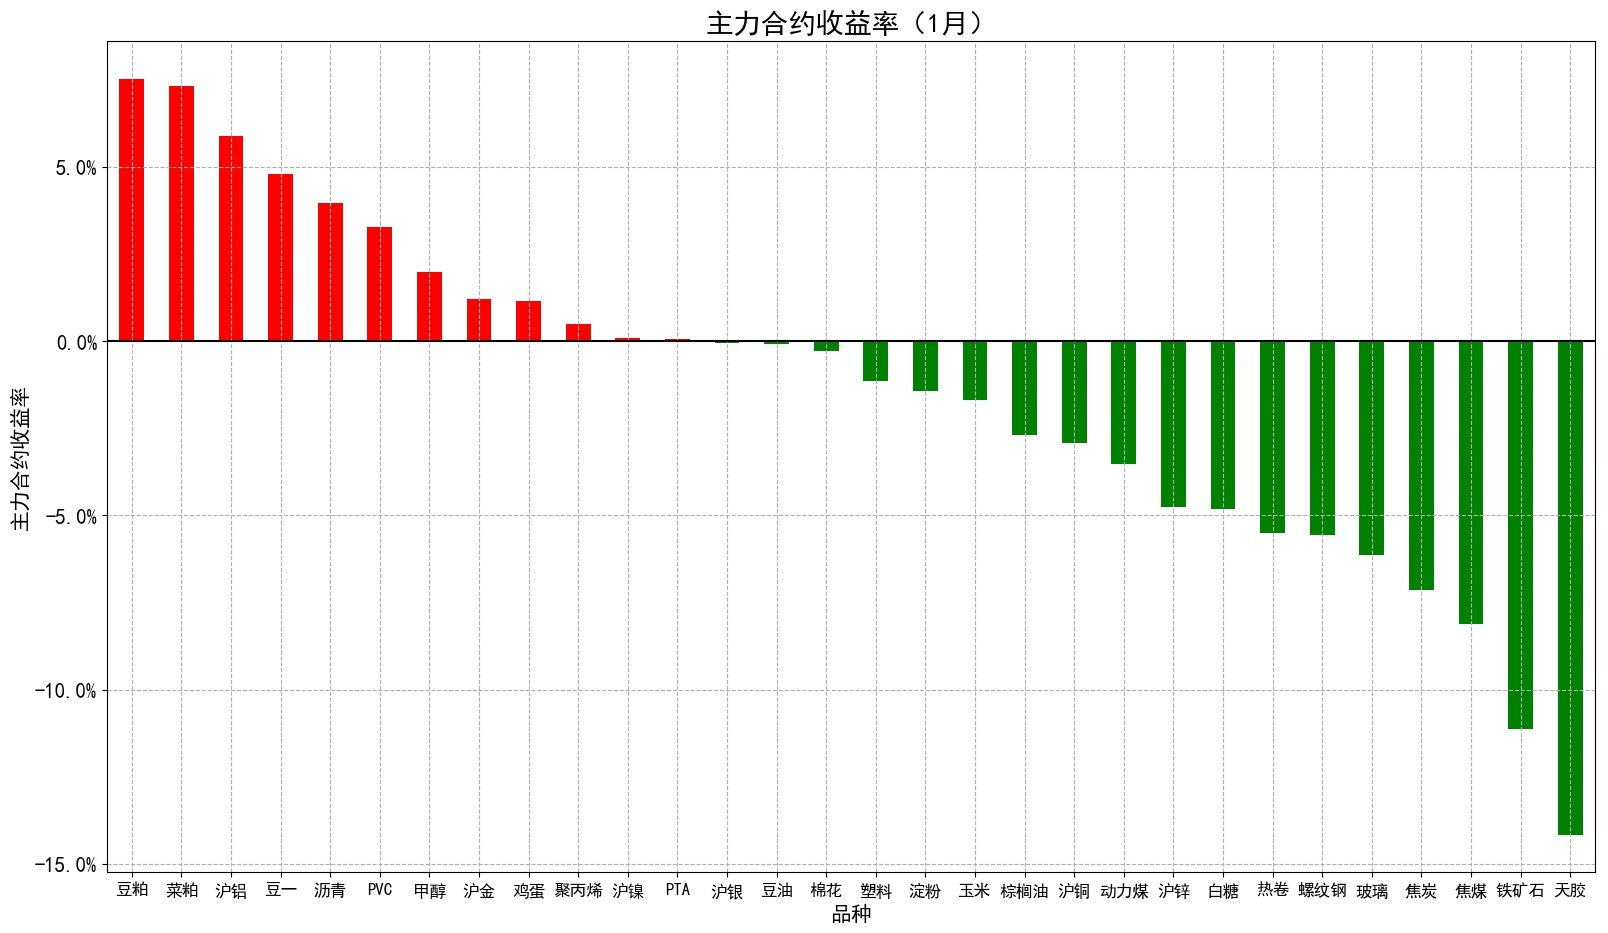 主力合约收益率（1月）
主力合约收益率
5.0%
0.0%
−5.0%
−10.0%
−15.0%
豆粕 菜粕 沪铝 豆一 沥青 PVC 甲醇 沪金 鸡蛋 聚丙烯 沪镍 PTA 沪银 豆油 棉花 塑料 淀粉 玉米 棕榈油 沪铜 动力煤 沪锌 白糖 热卷 螺纹钢 玻璃 焦炭 焦煤 铁矿石 天胶
品种